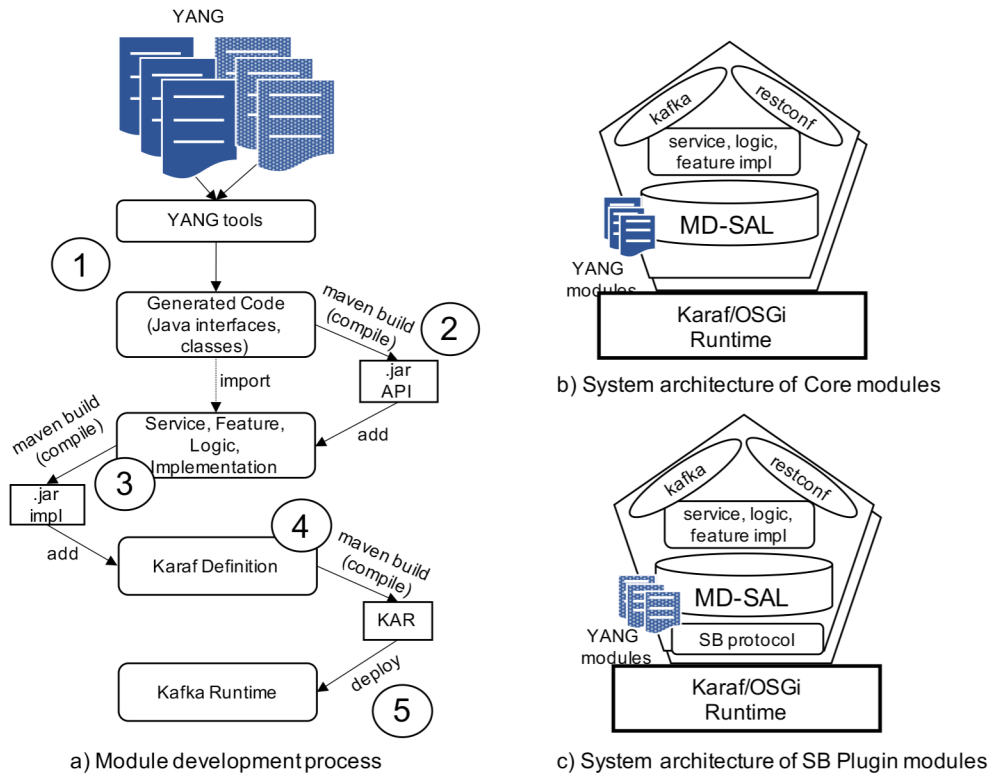 YANG
YANG tools
1
Generated Code
(Java interfaces,
classes)
maven build
(compile)
2
.jar
API
import
add
Service, Feature,
Logic,
Implementation
maven build
(compile)
3
.jar
impl
add
4
Karaf Definition
maven build
(compile)
KAR
deploy
Kafka Runtime
5
a) Module development process
kafka
restconf
service, logic,
feature impl
MD-SAL
YANG
modules
Karaf/OSGi
Runtime
b) System architecture of Core modules
kafka
restconf
service, logic,
feature impl
MD-SAL
SB protocol
YANG
modules
Karaf/OSGi
Runtime
c) System architecture of SB Plugin modules